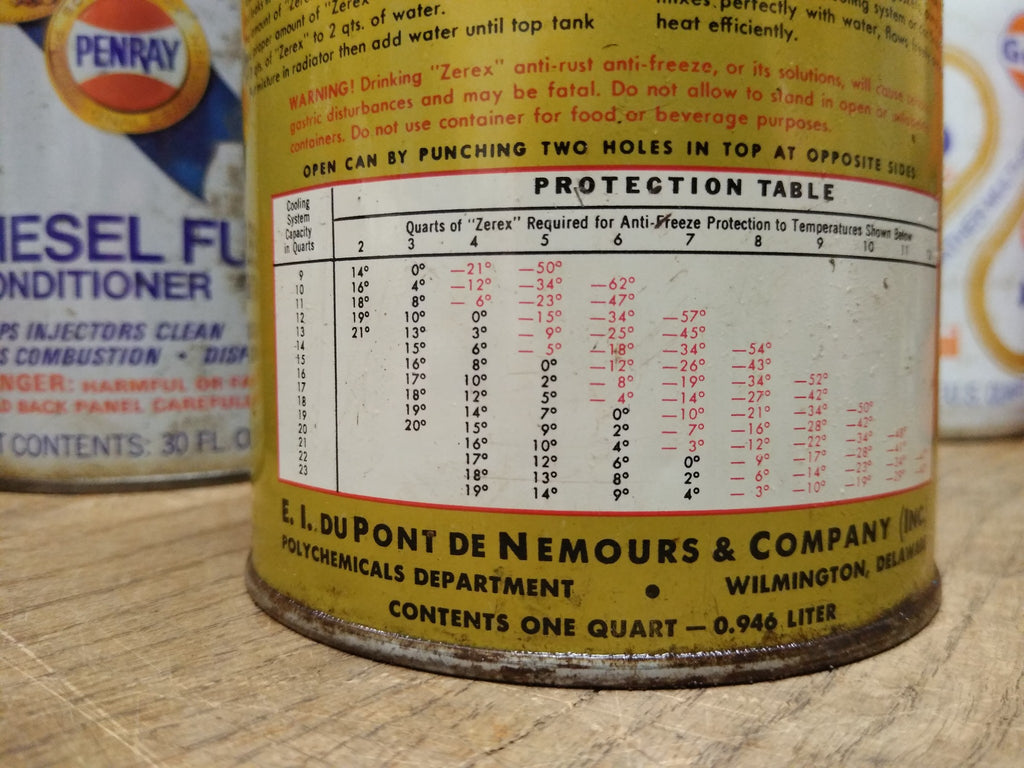 PENRAY
IESEL FU
ONDITIONER
PS INJECTORS CLEAN
S COMBUSTION • DISP
NGER: HARMFUL OR FA
D BACK PANEL CAREFULL
CONTENTS: 30 FL. O
amount of "Zerex"
to 2 qts. of water.
mixture in radiator then add water until top tank
system
mixes perfectly with water, flows
heat efficiently.
WARNING! Drinking "Zerex" anti-rust anti-freeze, or its solutions, will cause
gastric disturbances and may be fatal. Do not allow to stand in open or
containers. Do not use container for food or beverage purposes.
OPEN CAN BY PUNCHING TWO HOLES IN TOP AT OPPOSITE SIDES
PROTECTION TABLE
Cooling System Capacity in Quarts
Quarts of "Zerex" Required for Anti-Freeze Protection to Temperatures Shown Below
2 3 4 5 6 7 8 9 10 11
9 14° 0° —21° —50°
10 16° 4° —12° —34° —62°
11 18° 8° — 6° —23° —47°
12 19° 10° 0° —15° —34° —57°
13 21° 13° 3° — 9° —25° —45°
14 15° 6° — 5° —18° —34° —54°
15 16° 8° 0° —12° —26° —43°
16 17° 10° 2° — 8° —19° —34° —52°
17 18° 12° 5° — 4° —14° —27° —42°
18 19° 14° 7° 0° —10° —21° —34° —50°
19 20° 15° 9° 2° — 7° —16° —28° —42°
20 16° 10° 4° — 3° —12° —22° —34°
21 17° 12° 6° 0° — 9° —17° —28°
22 18° 13° 8° 2° — 6° —14° —23°
23 19° 14° 9° 4° — 3° —10° —19°
E. I. DU PONT DE NEMOURS & COMPANY (INC.
POLYCHEMICALS DEPARTMENT • WILMINGTON, DELAWARE
CONTENTS ONE QUART — 0.946 LITER